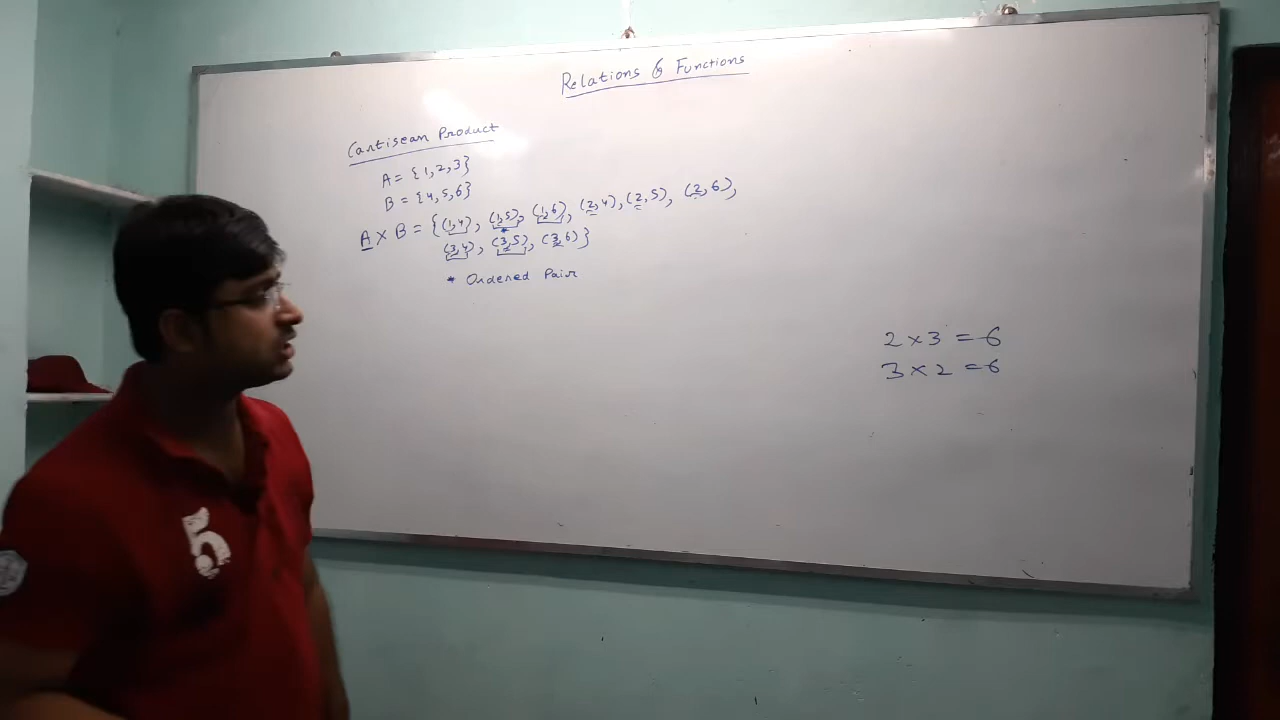 Relations & Functions
Cartisean Product
A = {1,2,3}
B = {4,5,6}
A × B = {(1,4), (1,5), (1,6), (2,4), (2,5), (2,6),
(3,4), (3,5), (3,6)}
* Ordered Pair
2 × 3 = 6
3 × 2 = 6
5